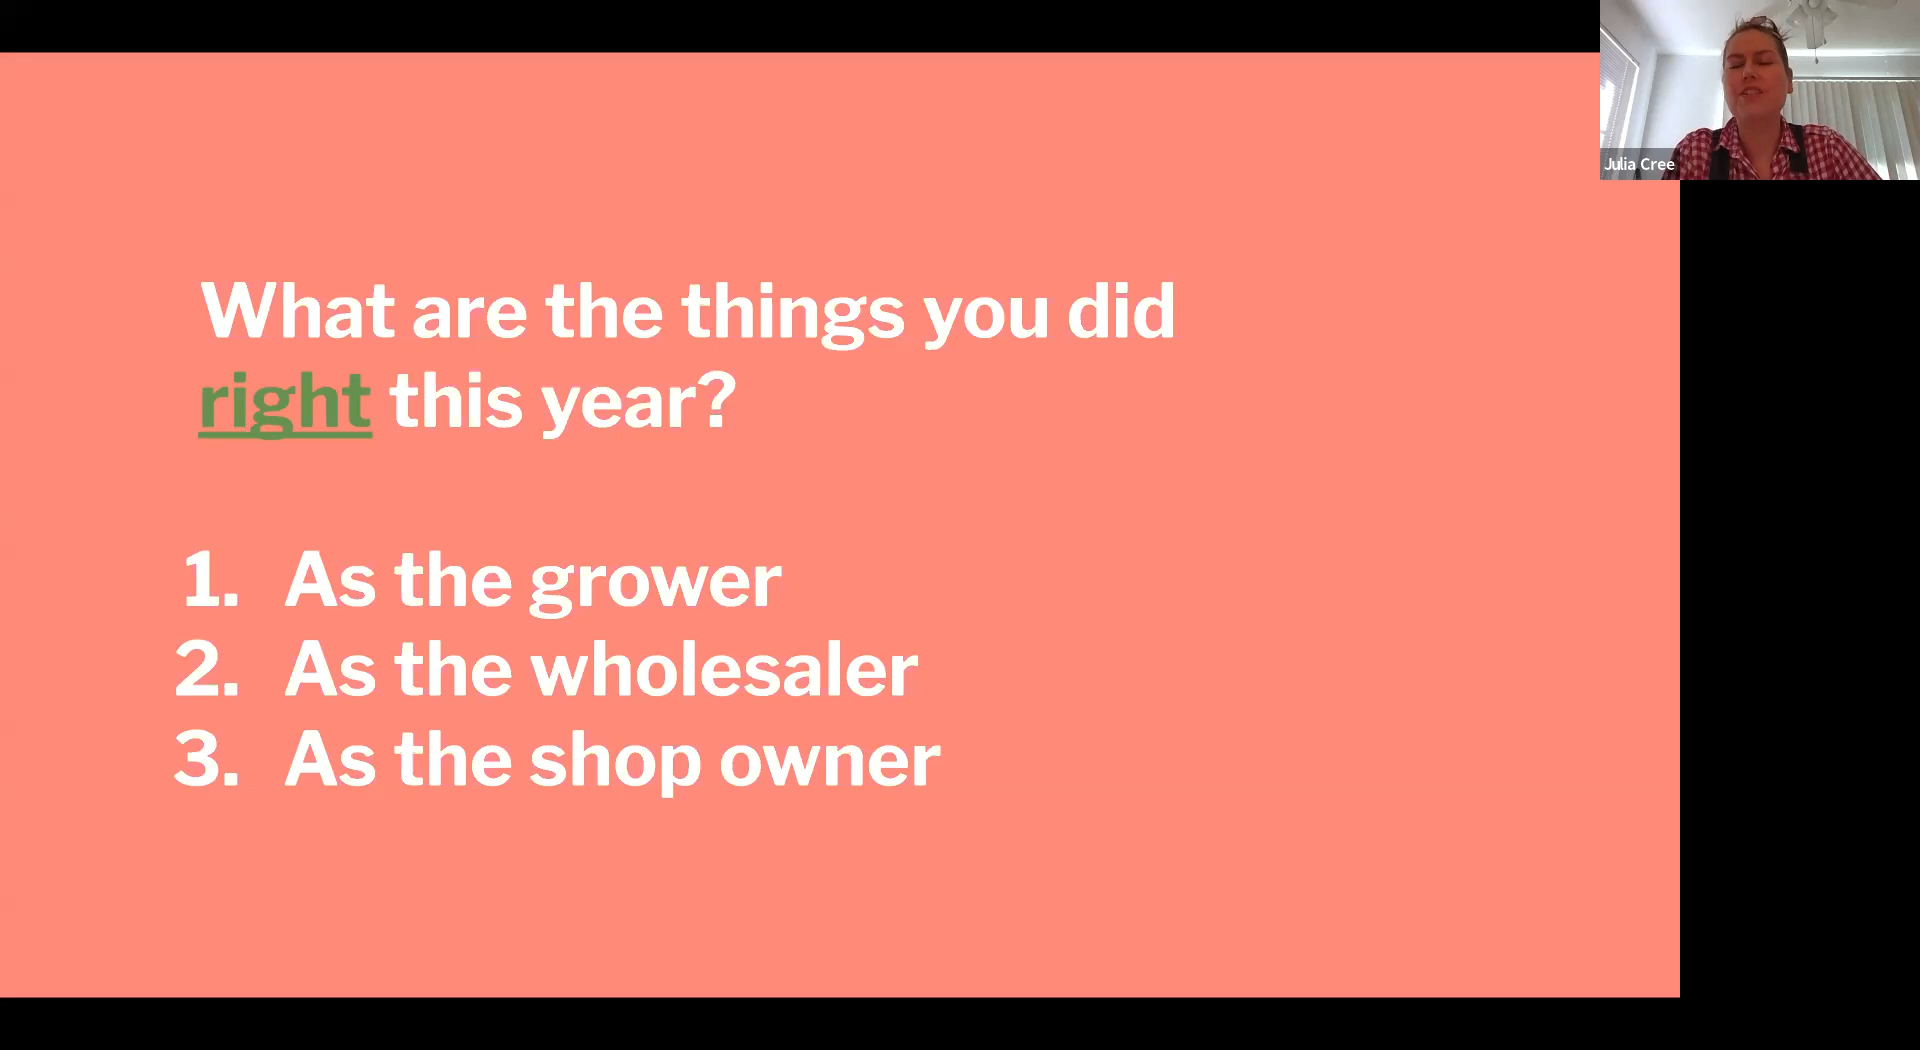 What are the things you did
right this year?
1. As the grower
2. As the wholesaler
3. As the shop owner
Julia Cree